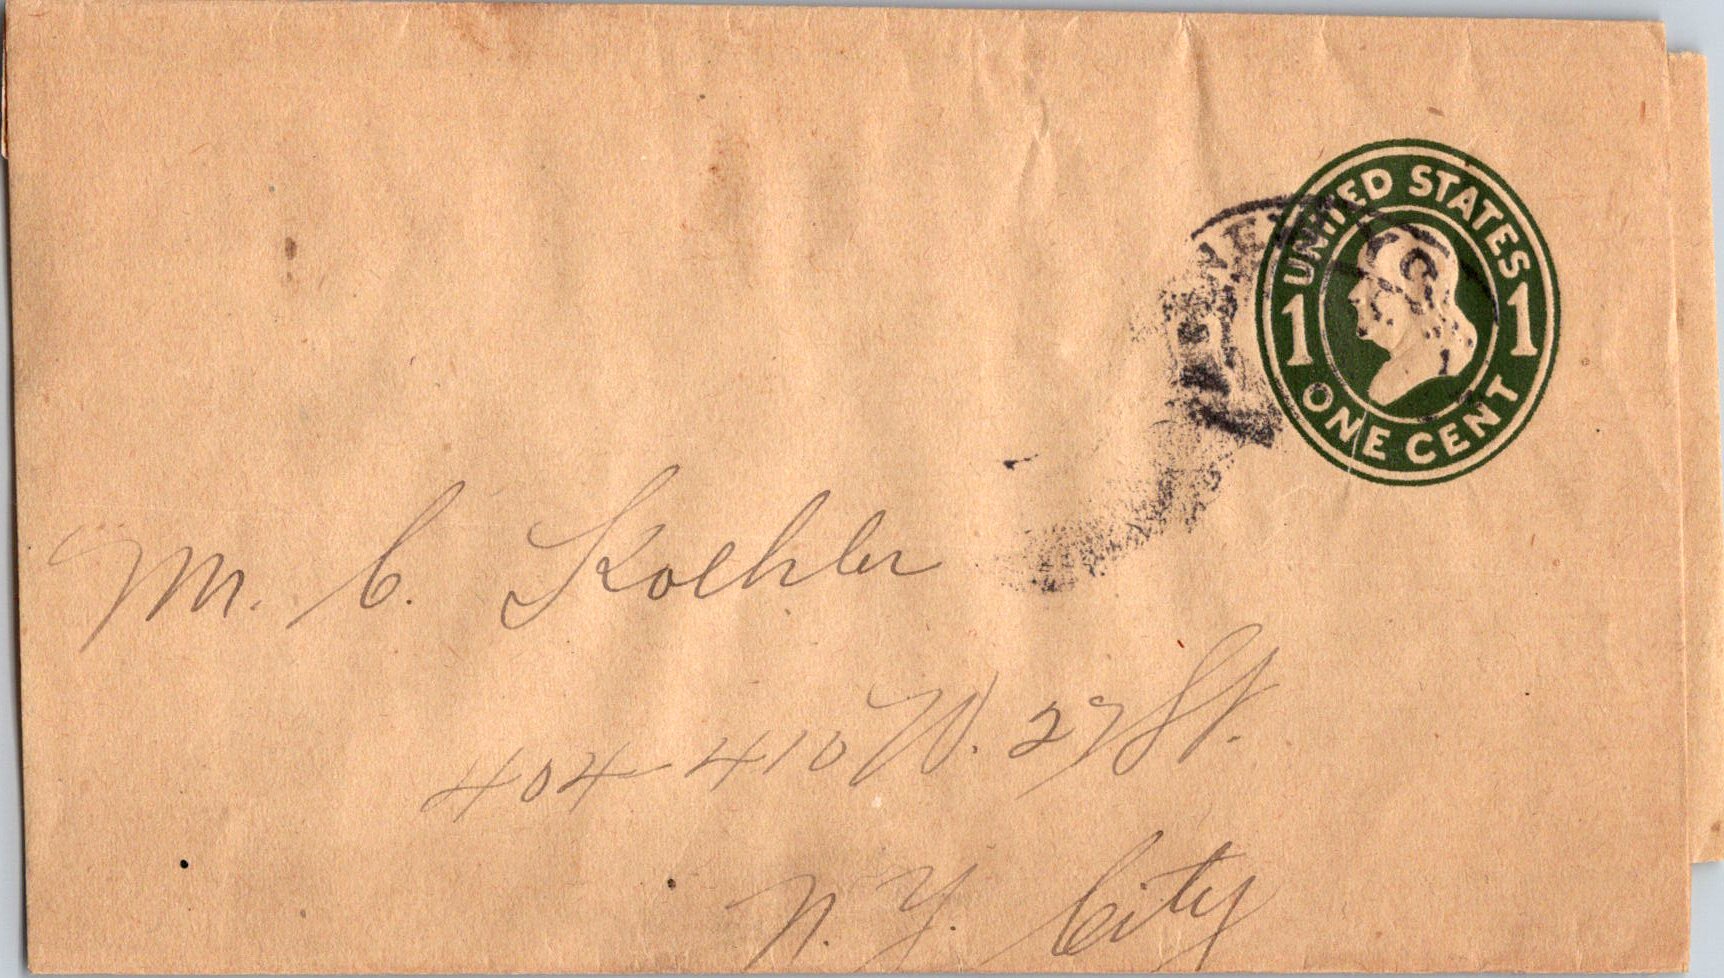 UNITED STATES
1 1
ONE CENT
M. C. Koehler
404-410 W. 27 St.
N. Y. City